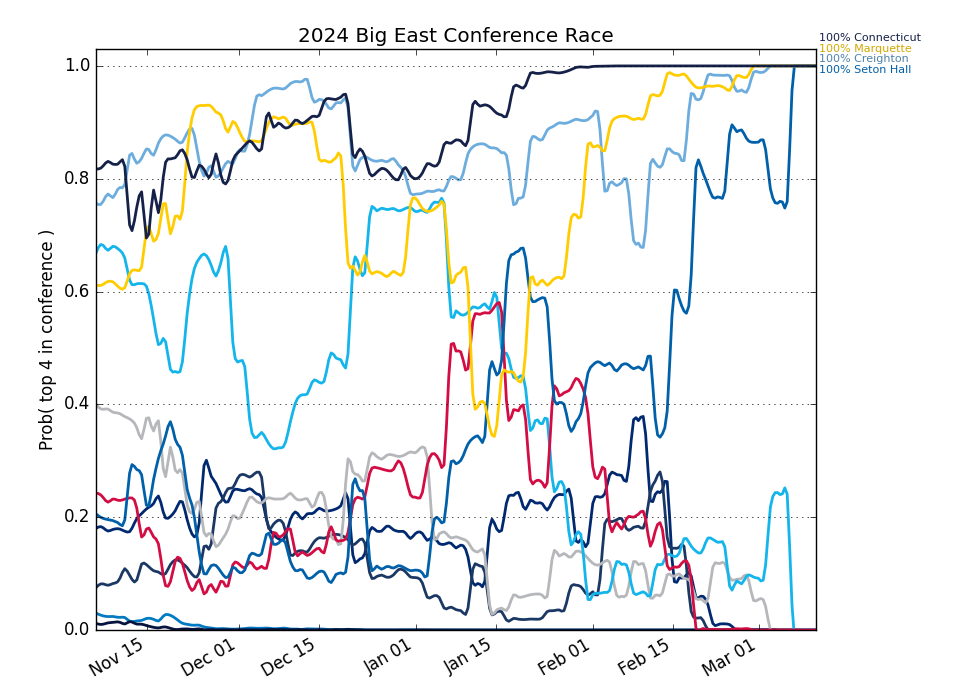 2024 Big East Conference Race
100% Connecticut
100% Marquette
100% Creighton
100% Seton Hall
Prob( top 4 in conference )
1.0
0.8
0.6
0.4
0.2
0.0
Nov 15
Dec 01
Dec 15
Jan 01
Jan 15
Feb 01
Feb 15
Mar 01